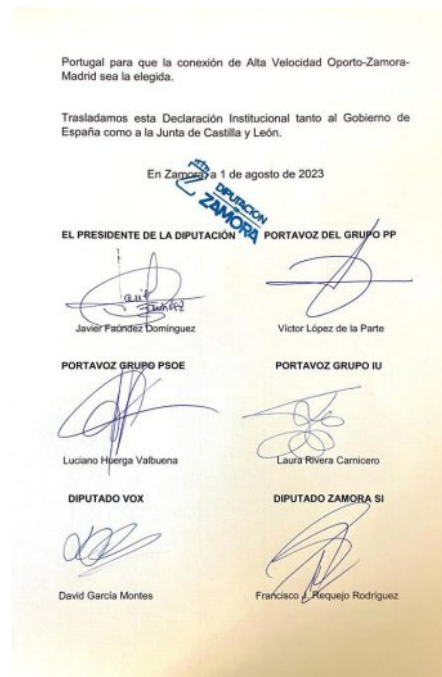 Portugal para que la conexión de Alta Velocidad Oporto-Zamora-
Madrid sea la elegida.
Trasladamos esta Declaración Institucional tanto al Gobierno de
España como a la Junta de Castilla y León.
En Zamora, a 1 de agosto de 2023
DIPUTACIÓN
ZAMORA
EL PRESIDENTE DE LA DIPUTACIÓN PORTAVOZ DEL GRUPO PP
Javier Faúndez Domínguez Víctor López de la Parte
PORTAVOZ GRUPO PSOE PORTAVOZ GRUPO IU
Luciano Huerga Valbuena Laura Rivera Carnicero
DIPUTADO VOX DIPUTADO ZAMORA SI
David García Montes Francisco J. Requejo Rodríguez